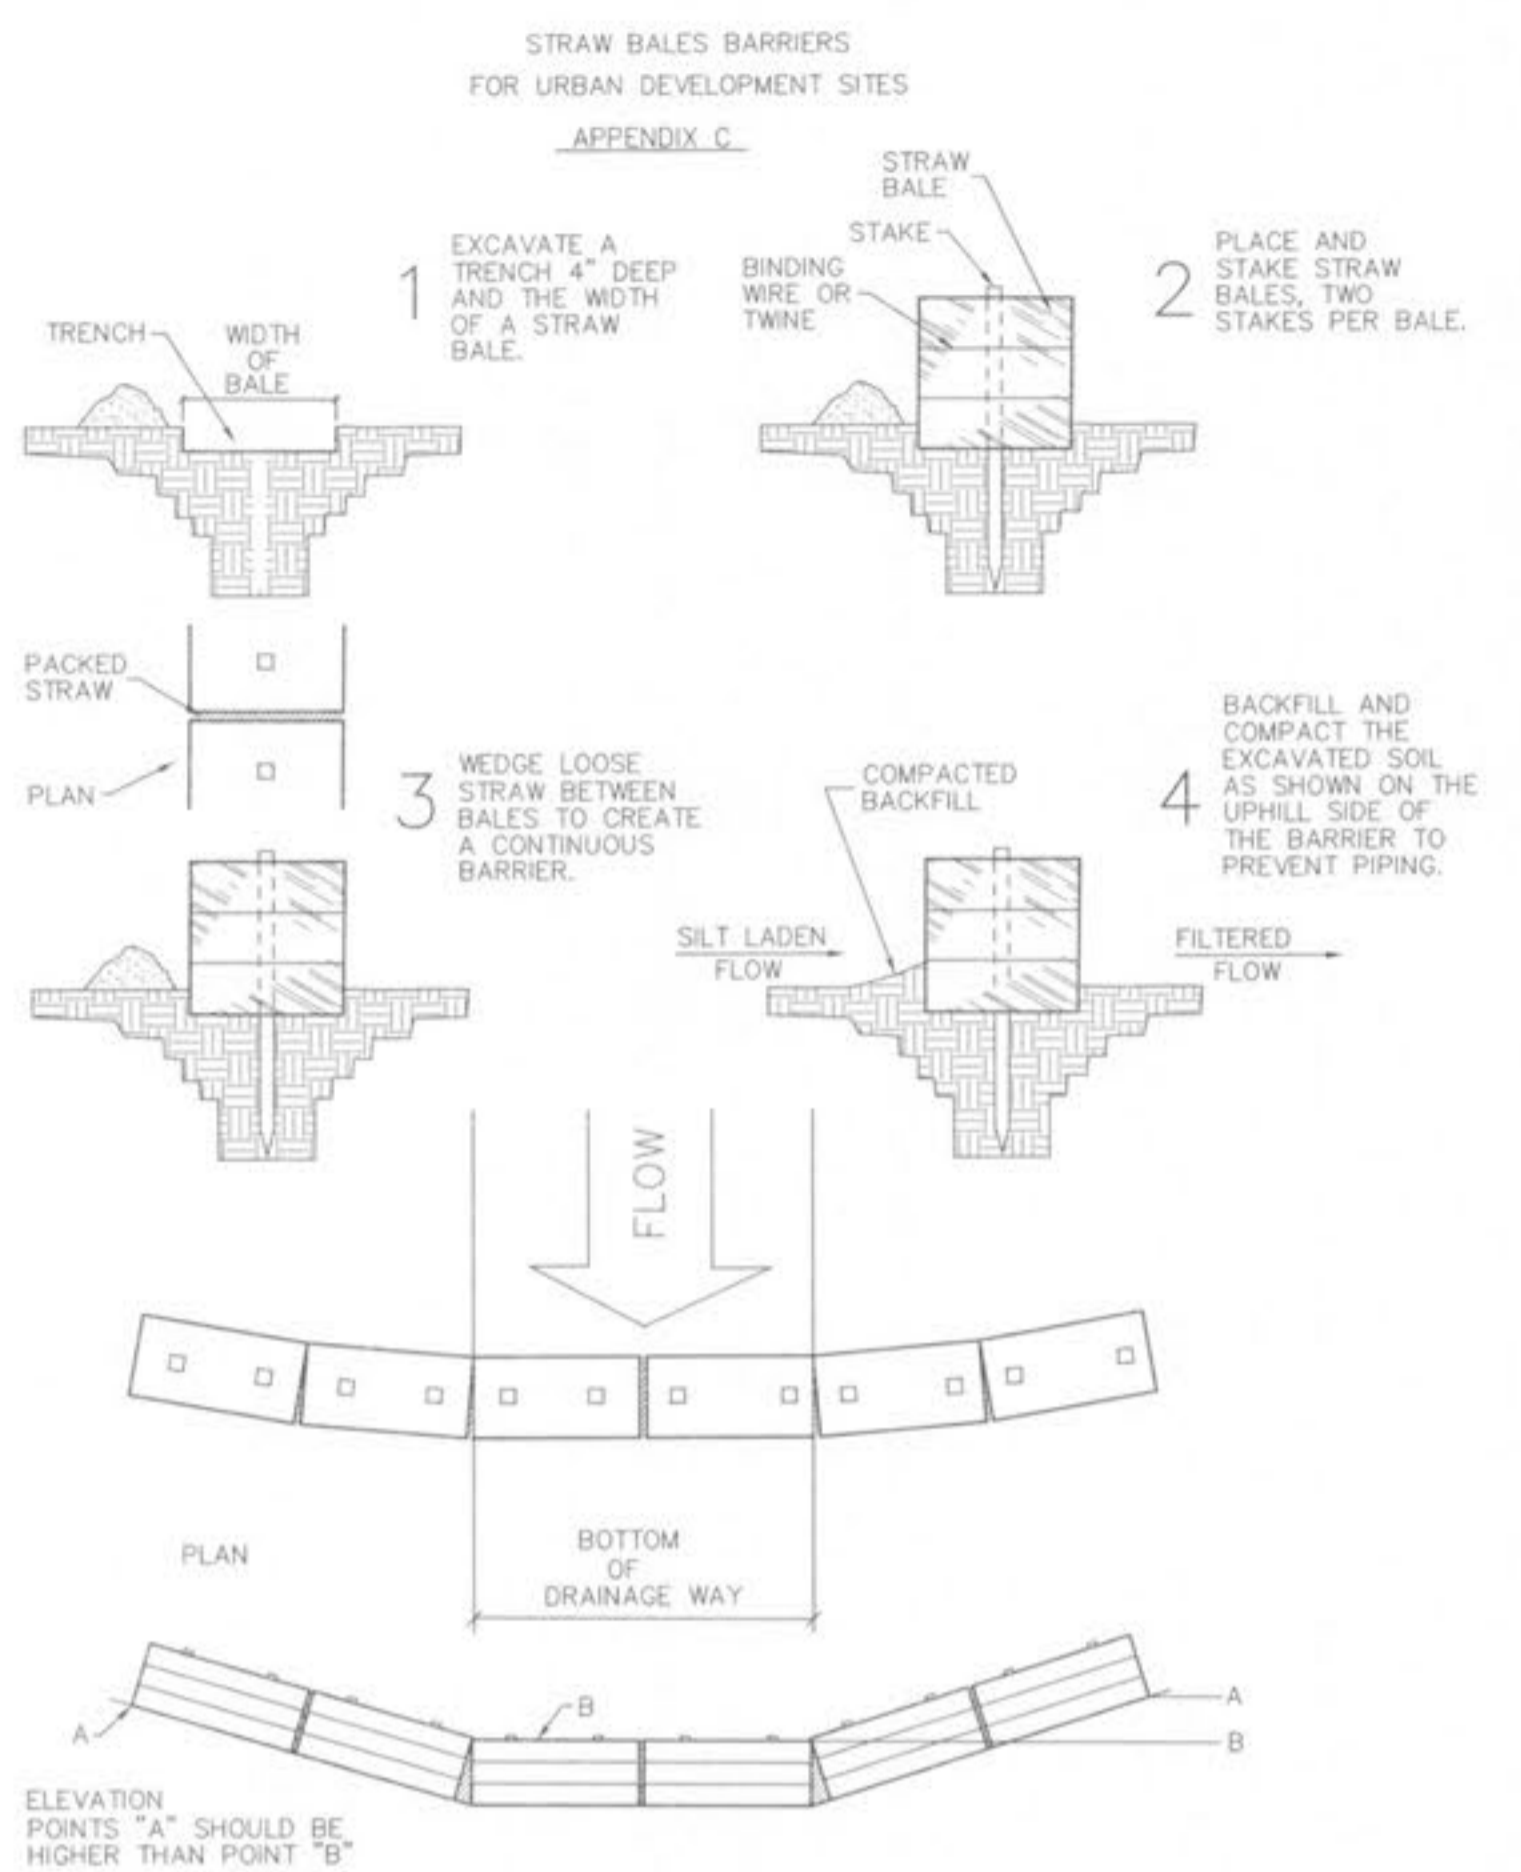 STRAW BALES BARRIERS
FOR URBAN DEVELOPMENT SITES
APPENDIX C
1
EXCAVATE A
TRENCH 4" DEEP
AND THE WIDTH
OF A STRAW
BALE.
TRENCH
WIDTH
OF
BALE
STRAW
BALE
STAKE
BINDING
WIRE OR
TWINE
2
PLACE AND
STAKE STRAW
BALES, TWO
STAKES PER BALE.
PACKED
STRAW
PLAN
3
WEDGE LOOSE
STRAW BETWEEN
BALES TO CREATE
A CONTINUOUS
BARRIER.
COMPACTED
BACKFILL
4
BACKFILL AND
COMPACT THE
EXCAVATED SOIL
AS SHOWN ON THE
UPHILL SIDE OF
THE BARRIER TO
PREVENT PIPING.
SILT LADEN
FLOW
FILTERED
FLOW
FLOW
PLAN
BOTTOM
OF
DRAINAGE WAY
A
B
A
B
ELEVATION
POINTS "A" SHOULD BE
HIGHER THAN POINT "B"